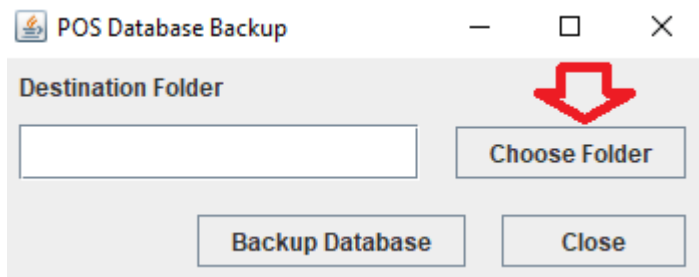 POS Database Backup
Destination Folder
Choose Folder
Backup Database Close